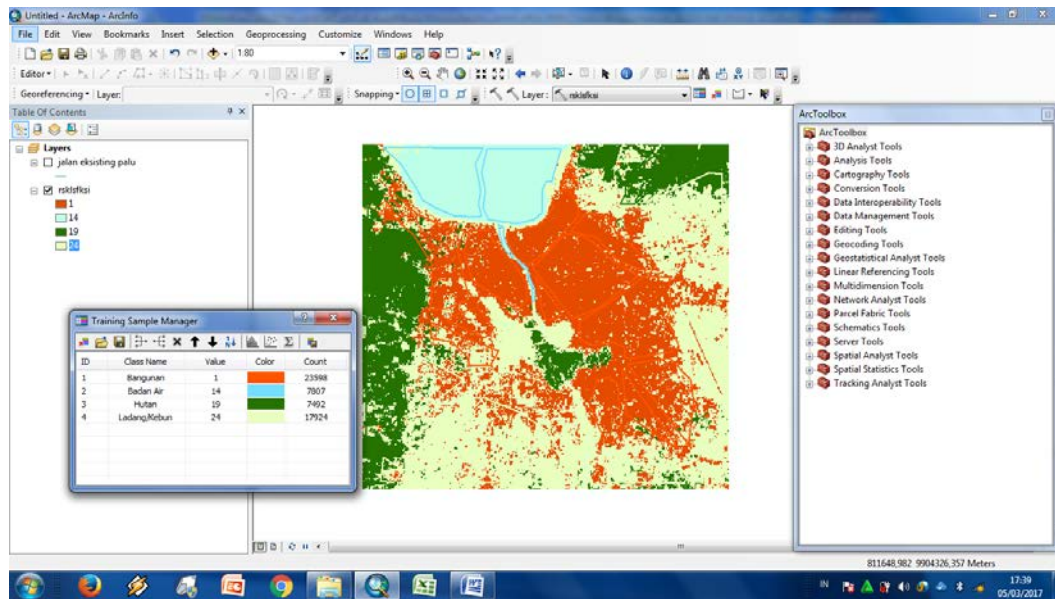 Untitled - ArcMap - ArcInfo
File Edit View Bookmarks Insert Selection Geoprocessing Customize Windows Help
1:80
Editor
Georeferencing Layer: Snapping Layer: rsklsfksi
Table Of Contents
Layers
jalan eksisting palu
rsklsfksi
1
14
19
24
Training Sample Manager
ID Class Name Value Color Count
1 Bangunan 1 23598
2 Badan Air 14 7807
3 Hutan 19 7492
4 Ladang,Kebun 24 17924
ArcToolbox
ArcToolbox
3D Analyst Tools
Analysis Tools
Cartography Tools
Conversion Tools
Data Interoperability Tools
Data Management Tools
Editing Tools
Geocoding Tools
Geostatistical Analyst Tools
Linear Referencing Tools
Multidimension Tools
Network Analyst Tools
Parcel Fabric Tools
Schematics Tools
Server Tools
Spatial Analyst Tools
Spatial Statistics Tools
Tracking Analyst Tools
811648,982 9904326,357 Meters
IN
17:39
05/03/2017